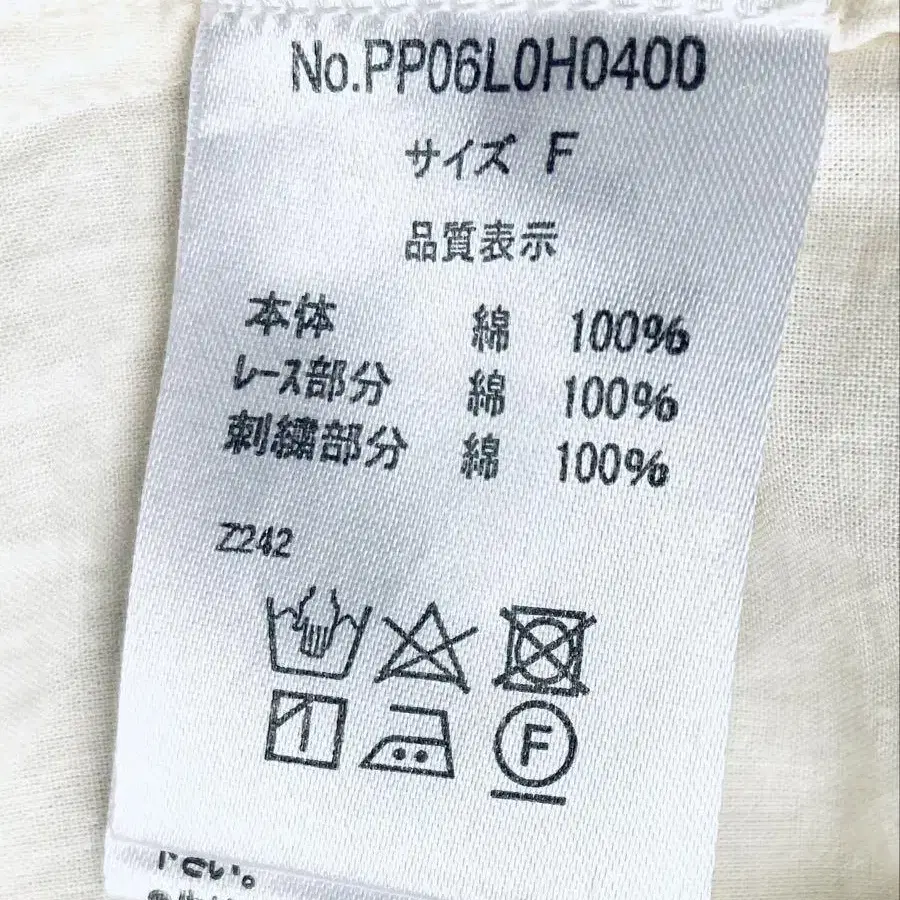 No.PP06L0H0400
サイズ F
品質表示
本体 綿 100%
レース部分 綿 100%
刺繍部分 綿 100%
Z242
F